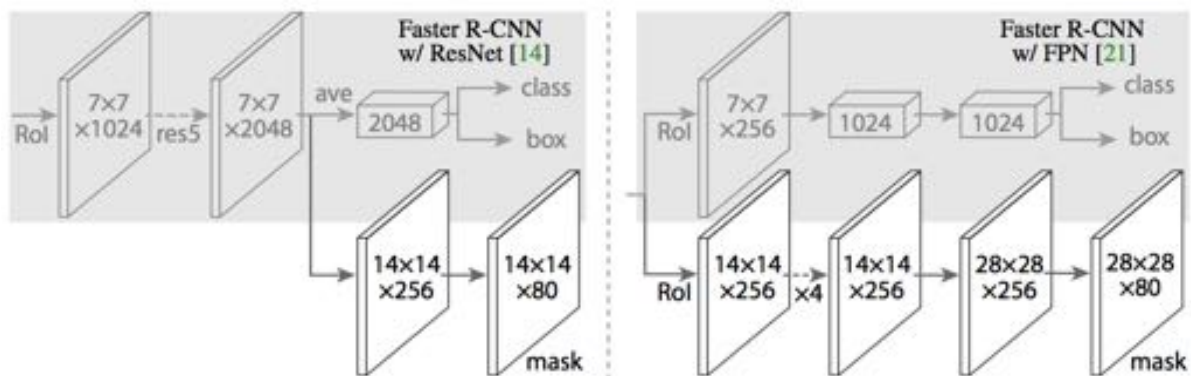 Faster R-CNN
w/ ResNet [14]
RoI
7×7
×1024
res5
7×7
×2048
ave
2048
class
box
14×14
×256
14×14
×80
mask
Faster R-CNN
w/ FPN [21]
RoI
7×7
×256
1024
1024
class
box
RoI
14×14
×256
×4
14×14
×256
28×28
×256
28×28
×80
mask